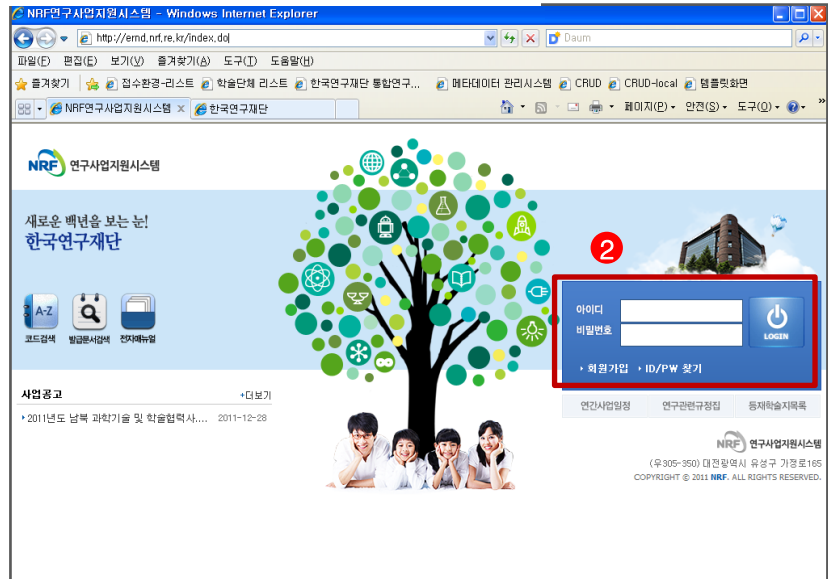 NRF연구사업지원시스템 - Windows Internet Explorer
http://ernd.nrf.re.kr/index.do
Daum
파일(F) 편집(E) 보기(V) 즐겨찾기(A) 도구(T) 도움말(H)
즐겨찾기 접수환경-리스트 학술단체 리스트 한국연구재단 통합연구... 메타데이터 관리시스템 CRUD CRUD-local 템플릿화면
NRF연구사업지원시스템 한국연구재단 페이지(P) 안전(S) 도구(O) »
NRF 연구사업지원시스템
새로운 백년을 보는 눈!
한국연구재단
2
아이디
비밀번호
LOGIN
회원가입 ID/PW 찾기
A-Z
코드검색 발급문서검색 전자매뉴얼
사업공고 +더보기
2011년도 남북 과학기술 및 학술협력사.... 2011-12-28
연간사업일정 연구관련규정집 등재학술지목록
NRF 연구사업지원시스템
(우305-350) 대전광역시 유성구 가정로165
COPYRIGHT © 2011 NRF. ALL RIGHTS RESERVED.